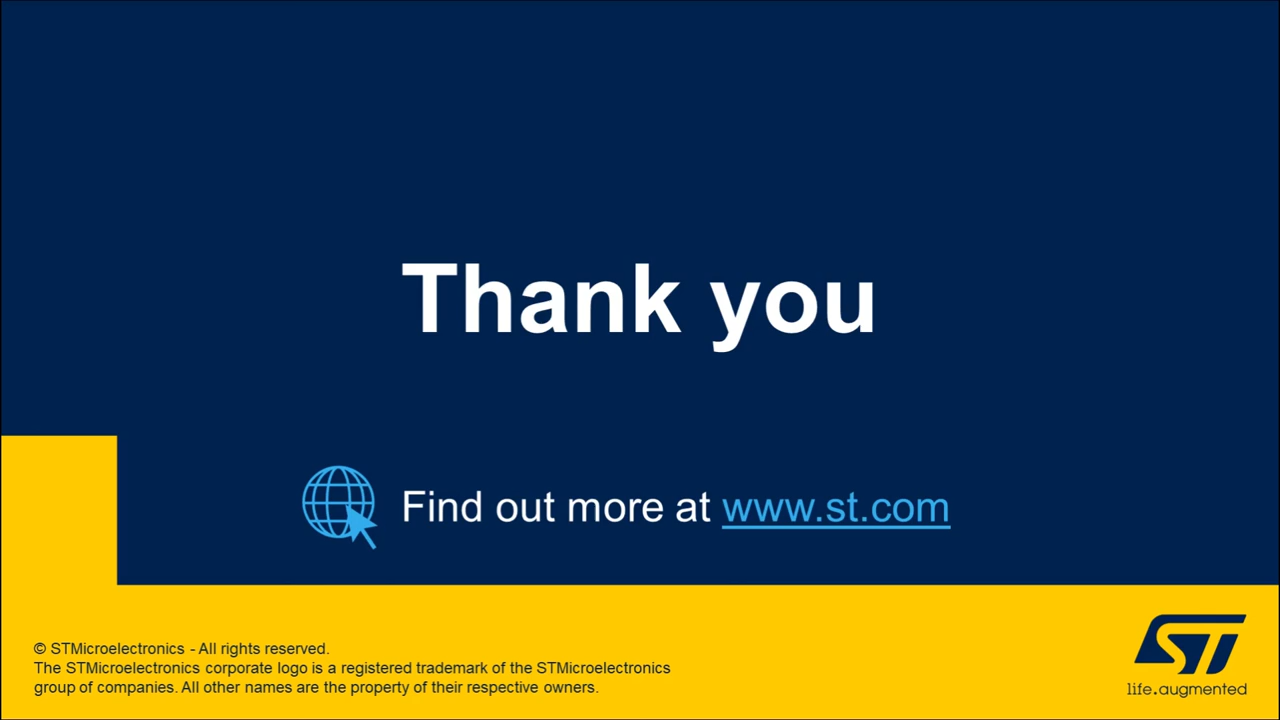 Thank you
Find out more at www.st.com
© STMicroelectronics - All rights reserved.
The STMicroelectronics corporate logo is a registered trademark of the STMicroelectronics
group of companies. All other names are the property of their respective owners.
ST
life.augmented